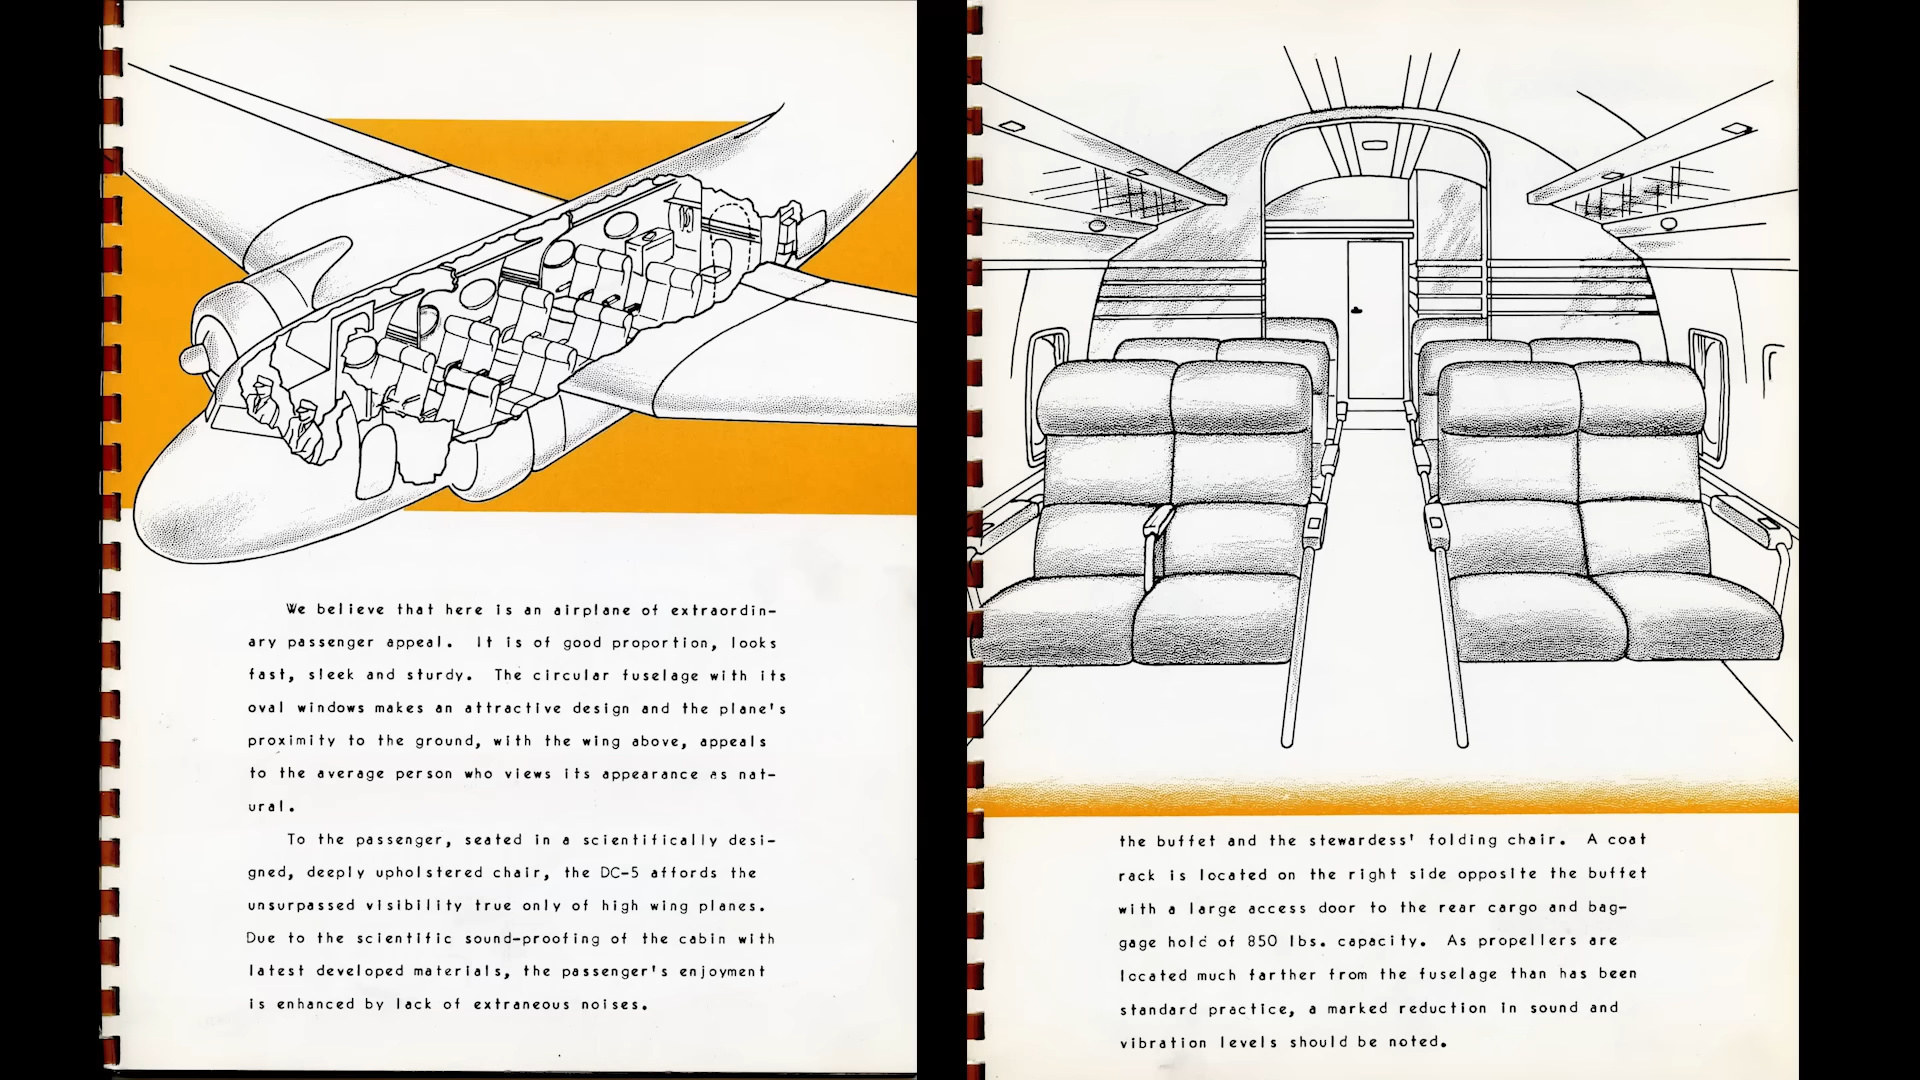 We believe that here is an airplane of extraordin-
ary passenger appeal. It is of good proportion, looks
fast, sleek and sturdy. The circular fuselage with its
oval windows makes an attractive design and the plane's
proximity to the ground, with the wing above, appeals
to the average person who views its appearance as nat-
ural.
To the passenger, seated in a scientifically desi-
gned, deeply upholstered chair, the DC-5 affords the
unsurpassed visibility true only of high wing planes.
Due to the scientific sound-proofing of the cabin with
latest developed materials, the passenger's enjoyment
is enhanced by lack of extraneous noises.
the buffet and the stewardess' folding chair. A coat
rack is located on the right side opposite the buffet
with a large access door to the rear cargo and bag-
gage hold of 850 lbs. capacity. As propellers are
located much farther from the fuselage than has been
standard practice, a marked reduction in sound and
vibration levels should be noted.